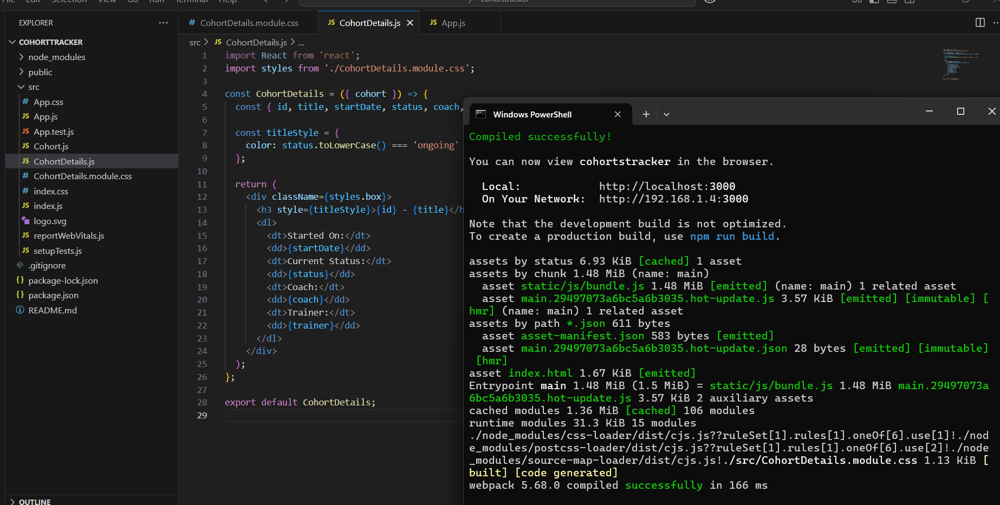 File Edit Selection View Go Run Terminal Help
cohorttracker
EXPLORER
COHORTTRACKER
node_modules
public
src
# App.css
JS App.js
JS App.test.js
JS Cohort.js
JS CohortDetails.js
# CohortDetails.module.css
# index.css
JS index.js
logo.svg
JS reportWebVitals.js
JS setupTests.js
.gitignore
{} package-lock.json
{} package.json
README.md
OUTLINE
# CohortDetails.module.css
JS CohortDetails.js
JS App.js
src > JS CohortDetails.js > ...
1 import React from 'react';
2 import styles from './CohortDetails.module.css';
3
4 const CohortDetails = ({ cohort }) => {
5 const { id, title, startDate, status, coach,
6
7 const titleStyle = {
8 color: status.toLowerCase() === 'ongoing'
9 };
10
11 return (
12 <div className={styles.box}>
13 <h3 style={titleStyle}>{id} - {title}</h
14 <dl>
15 <dt>Started On:</dt>
16 <dd>{startDate}</dd>
17 <dt>Current Status:</dt>
18 <dd>{status}</dd>
19 <dt>Coach:</dt>
20 <dd>{coach}</dd>
21 <dt>Trainer:</dt>
22 <dd>{trainer}</dd>
23 </dl>
24 </div>
25 );
26 };
27
28 export default CohortDetails;
29
Windows PowerShell
Compiled successfully!
You can now view cohortstracker in the browser.
Local: http://localhost:3000
On Your Network: http://192.168.1.4:3000
Note that the development build is not optimized.
To create a production build, use npm run build.
assets by status 6.93 KiB [cached] 1 asset
assets by chunk 1.48 MiB (name: main)
asset static/js/bundle.js 1.48 MiB [emitted] (name: main) 1 related asset
asset main.29497073a6bc5a6b3035.hot-update.js 3.57 KiB [emitted] [immutable] [
hmr] (name: main) 1 related asset
assets by path *.json 611 bytes
asset asset-manifest.json 583 bytes [emitted]
asset main.29497073a6bc5a6b3035.hot-update.json 28 bytes [emitted] [immutable]
[hmr]
asset index.html 1.67 KiB [emitted]
Entrypoint main 1.48 MiB (1.5 MiB) = static/js/bundle.js 1.48 MiB main.29497073a
6bc5a6b3035.hot-update.js 3.57 KiB 2 auxiliary assets
cached modules 1.36 MiB [cached] 106 modules
runtime modules 31.3 KiB 15 modules
./node_modules/css-loader/dist/cjs.js??ruleSet[1].rules[1].oneOf[6].use[1]!./nod
e_modules/postcss-loader/dist/cjs.js??ruleSet[1].rules[1].oneOf[6].use[2]!./node
_modules/source-map-loader/dist/cjs.js!./src/CohortDetails.module.css 1.13 KiB [
built] [code generated]
webpack 5.68.0 compiled successfully in 166 ms